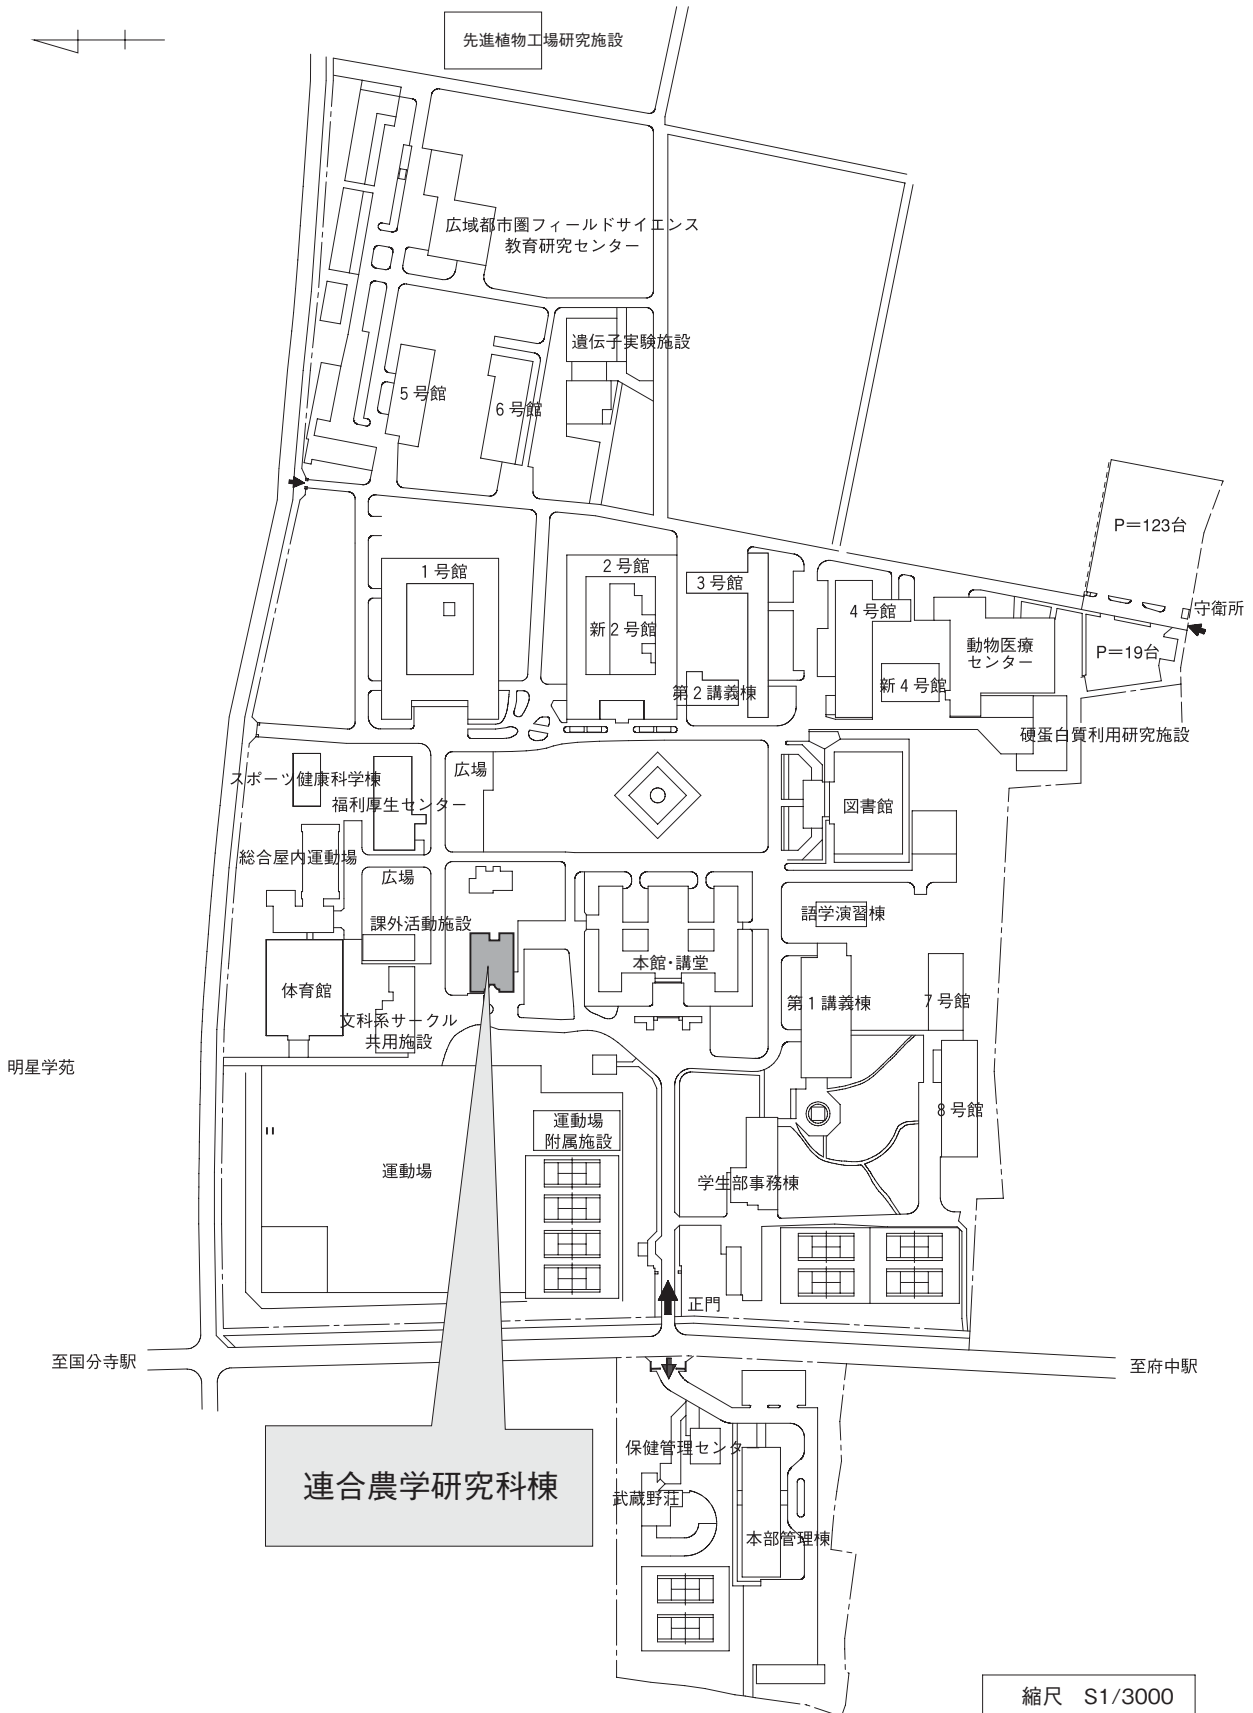 先進植物工場研究施設
広域都市圏フィールドサイエンス
教育研究センター
遺伝子実験施設
5号館
6号館
P＝123台
1号館
2号館
3号館
4号館
守衛所
新2号館
動物医療
センター
P＝19台
第2講義棟
新4号館
硬蛋白質利用研究施設
スポーツ健康科学棟
広場
福利厚生センター
図書館
総合屋内運動場
広場
課外活動施設
語学演習棟
本館・講堂
体育館
第1講義棟
7号館
文科系サークル
共用施設
明星学苑
8号館
運動場
附属施設
運動場
学生部事務棟
正門
至国分寺駅
至府中駅
保健管理センタ
連合農学研究科棟
武蔵野荘
本部管理棟
縮尺 S1/3000